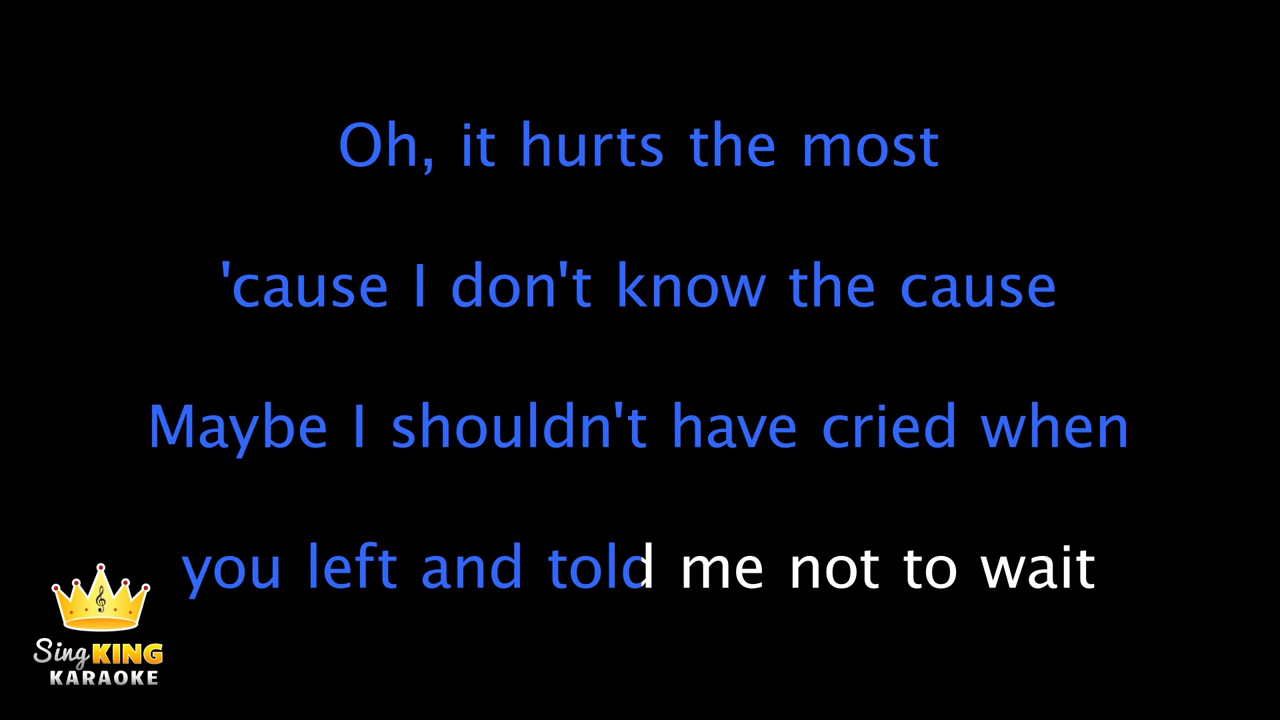 Oh, it hurts the most
'cause I don't know the cause
Maybe I shouldn't have cried when
you left and told me not to wait
Sing KING
KARAOKE